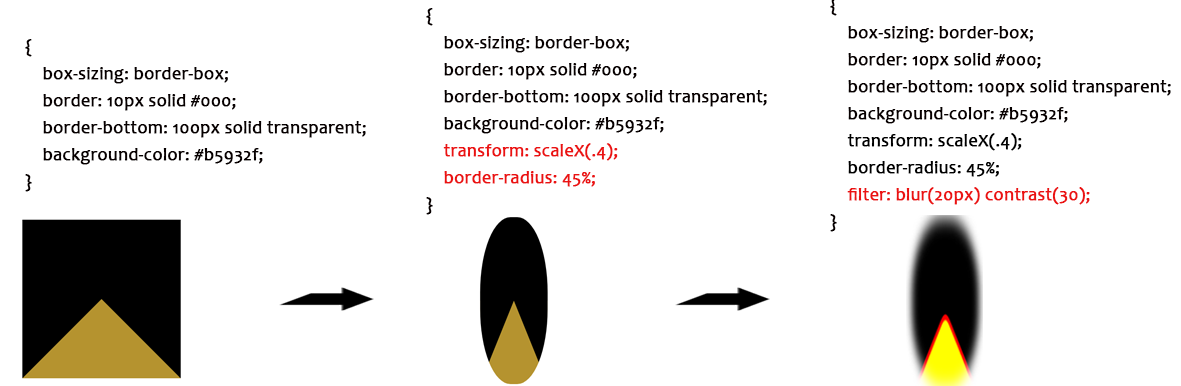 {
box-sizing: border-box;
border: 10px solid #000;
border-bottom: 100px solid transparent;
background-color: #b5932f;
}
{
box-sizing: border-box;
border: 10px solid #000;
border-bottom: 100px solid transparent;
background-color: #b5932f;
transform: scaleX(.4);
border-radius: 45%;
}
{
box-sizing: border-box;
border: 10px solid #000;
border-bottom: 100px solid transparent;
background-color: #b5932f;
transform: scaleX(.4);
border-radius: 45%;
filter: blur(20px) contrast(30);
}